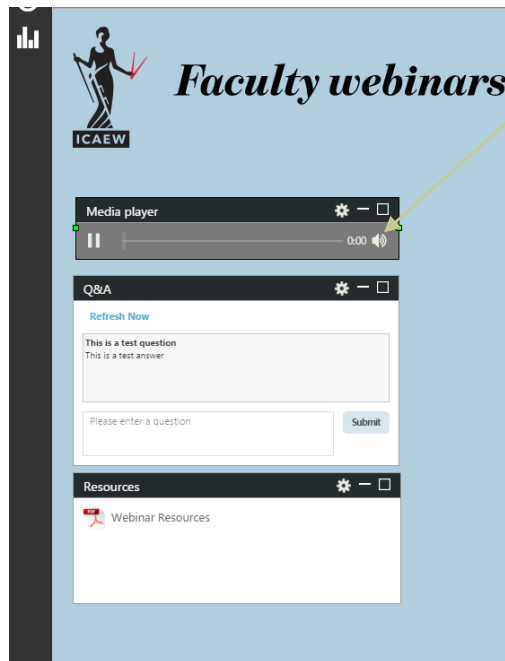 Faculty webinars
ICAEW
Media player
0:00
Q&A
Refresh Now
This is a test question
This is a test answer
Please enter a question
Submit
Resources
PDF
Webinar Resources